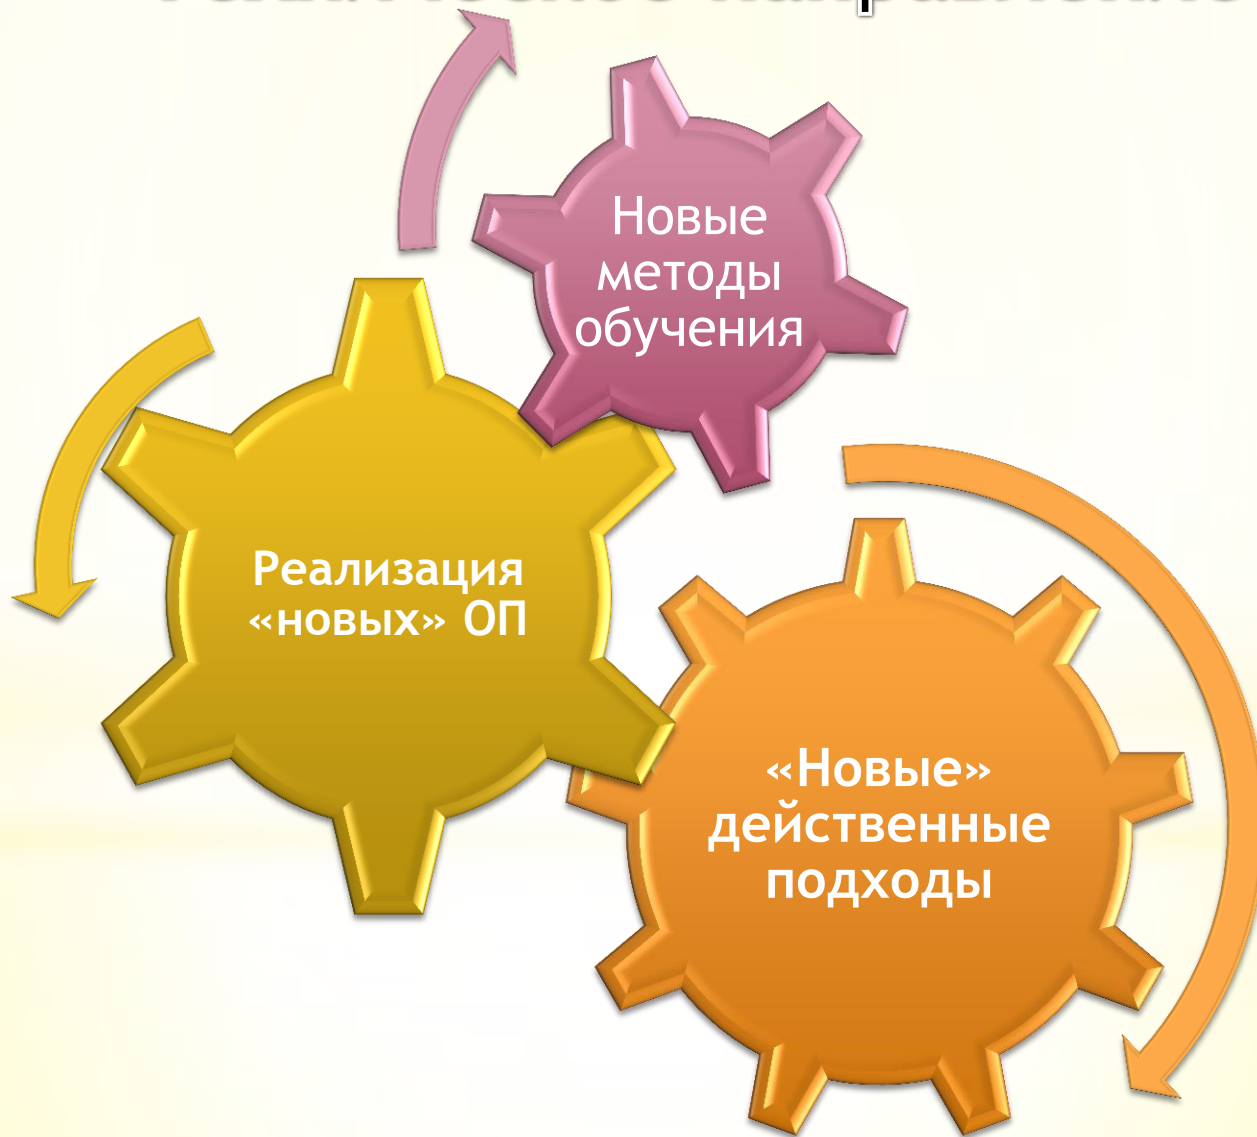 Новые
методы
обучения
Реализация
«новых» ОП
«Новые»
действенные
подходы